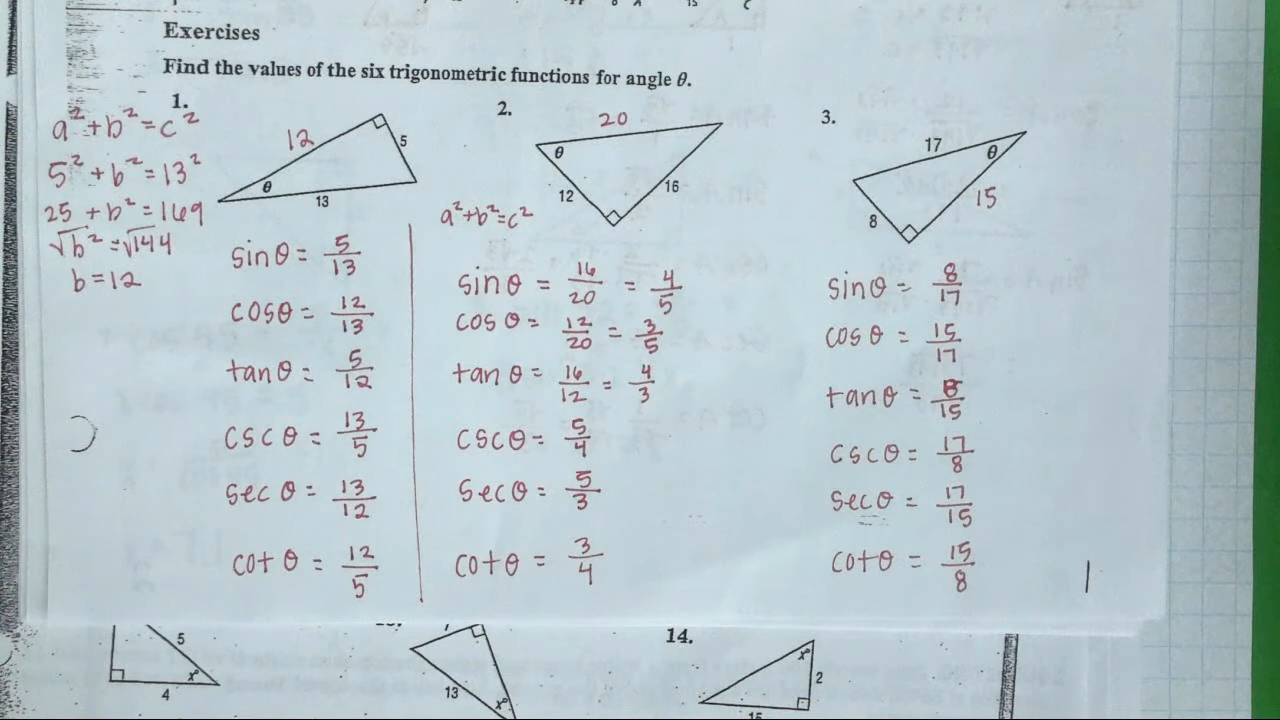 Exercises
Find the values of the six trigonometric functions for angle θ.
1.
a² + b² = c²
5² + b² = 13²
25 + b² = 169
√b² = √144
b = 12
12
5
θ
13
sin θ = 5/13
cos θ = 12/13
tan θ = 5/12
csc θ = 13/5
sec θ = 13/12
cot θ = 12/5
2.
20
θ
12
16
a²+b²=c²
sin θ = 16/20 = 4/5
cos θ = 12/20 = 3/5
tan θ = 16/12 = 4/3
csc θ = 5/4
sec θ = 5/3
cot θ = 3/4
3.
17
θ
15
8
sin θ = 8/17
cos θ = 15/17
tan θ = 8/15
csc θ = 17/8
sec θ = 17/15
cot θ = 15/8
5
x°
4
13
x°
14.
x°
2
15